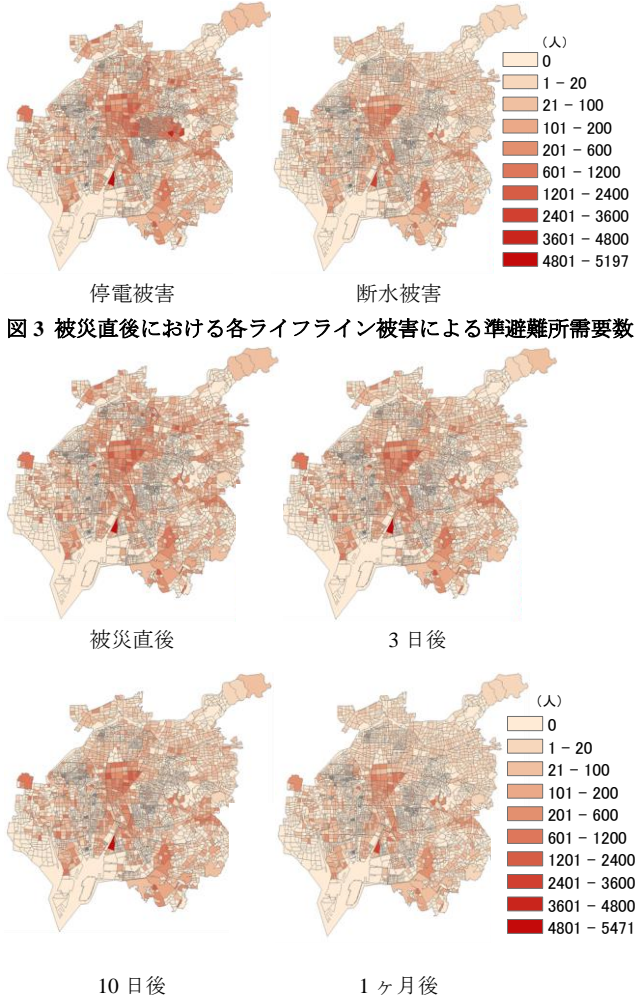 （人）
0
1 - 20
21 - 100
101 - 200
201 - 600
601 - 1200
1201 - 2400
2401 - 3600
3601 - 4800
4801 - 5197
停電被害
断水被害
図3 被災直後における各ライフライン被害による準避難所需要数
被災直後
3日後
（人）
0
1 - 20
21 - 100
101 - 200
201 - 600
601 - 1200
1201 - 2400
2401 - 3600
3601 - 4800
4801 - 5471
10日後
1ヶ月後